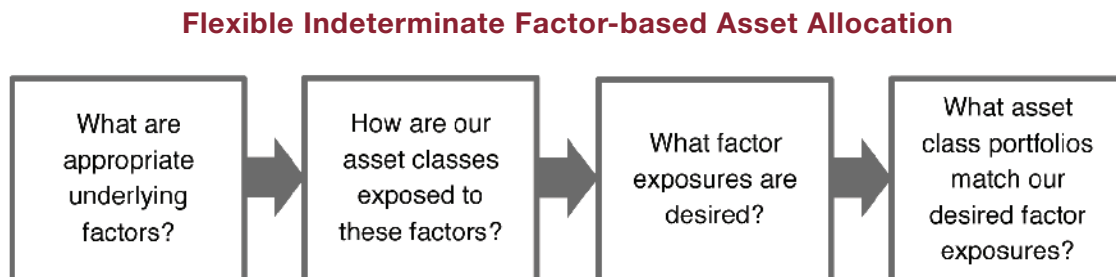 Flexible Indeterminate Factor-based Asset Allocation
What are
appropriate
underlying
factors?
How are our
asset classes
exposed to
these factors?
What factor
exposures are
desired?
What asset
class portfolios
match our
desired factor
exposures?